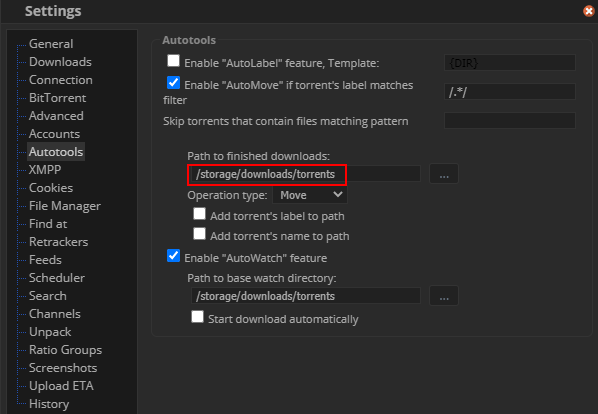 Settings
General
Downloads
Connection
BitTorrent
Advanced
Accounts
Autotools
XMPP
Cookies
File Manager
Find at
Retrackers
Feeds
Scheduler
Search
Channels
Unpack
Ratio Groups
Screenshots
Upload ETA
History
Autotools
Enable "AutoLabel" feature, Template: {DIR}
Enable "AutoMove" if torrent's label matches
filter /.*/
Skip torrents that contain files matching pattern
Path to finished downloads:
/storage/downloads/torrents ...
Operation type: Move
Add torrent's label to path
Add torrent's name to path
Enable "AutoWatch" feature
Path to base watch directory:
/storage/downloads/torrents ...
Start download automatically